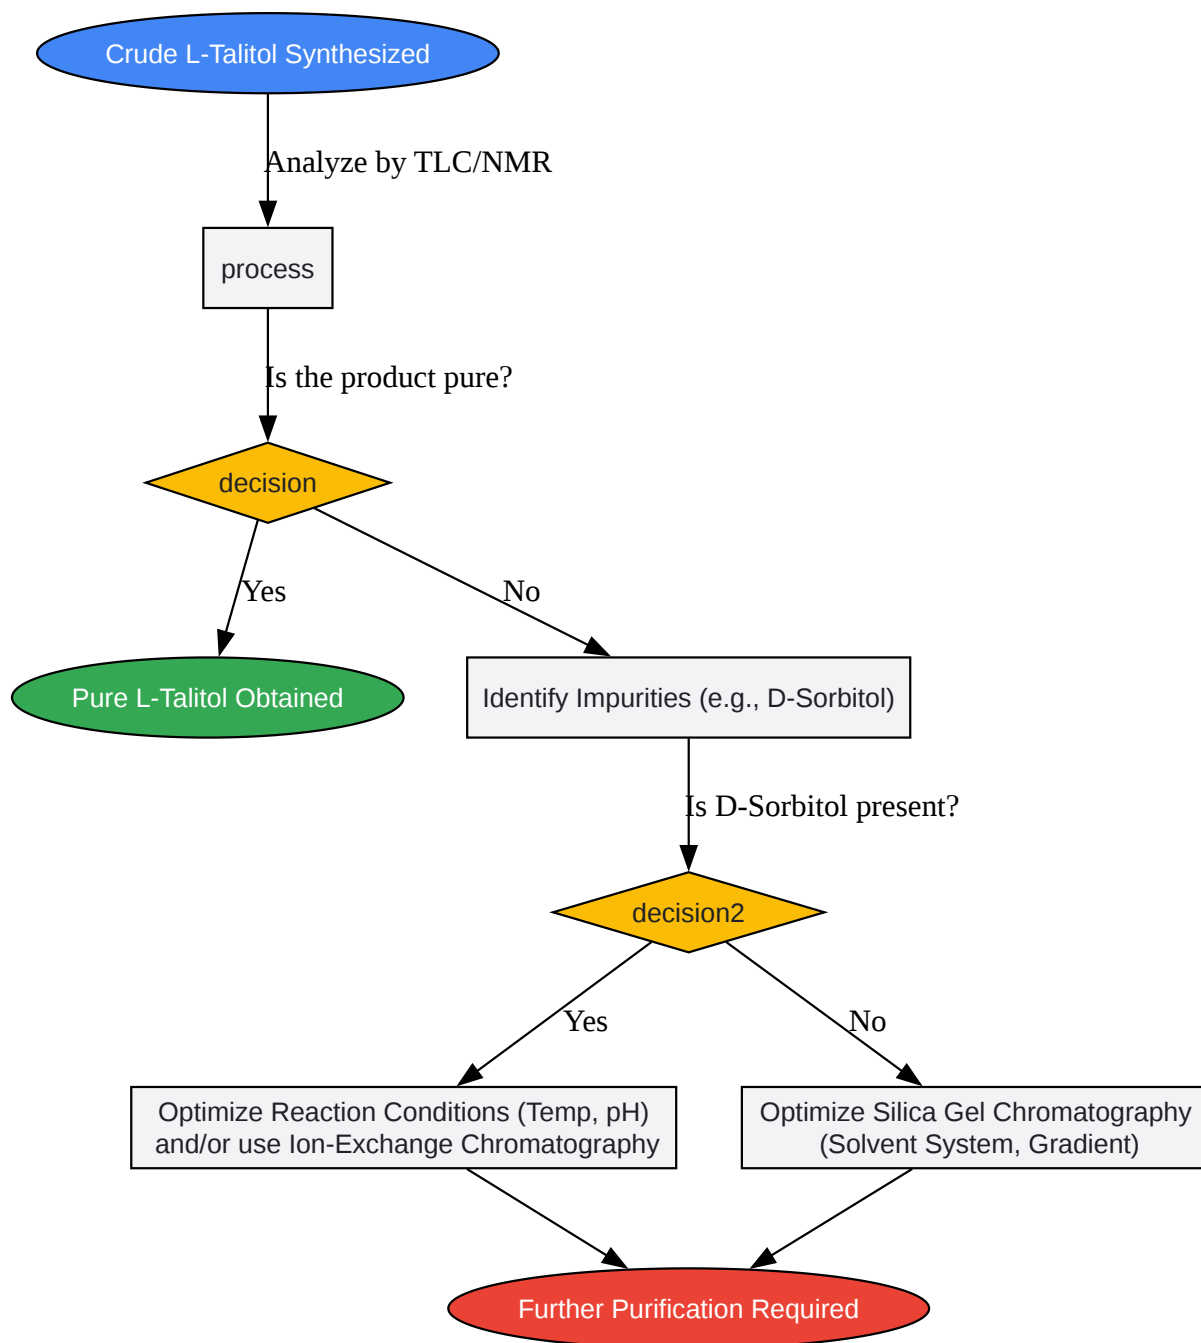 Crude L-Talitol Synthesized
Analyze by TLC/NMR
process
Is the product pure?
decision
Yes
No
Pure L-Talitol Obtained
Identify Impurities (e.g., D-Sorbitol)
Is D-Sorbitol present?
decision2
Yes
No
Optimize Reaction Conditions (Temp, pH)
and/or use Ion-Exchange Chromatography
Optimize Silica Gel Chromatography
(Solvent System, Gradient)
Further Purification Required